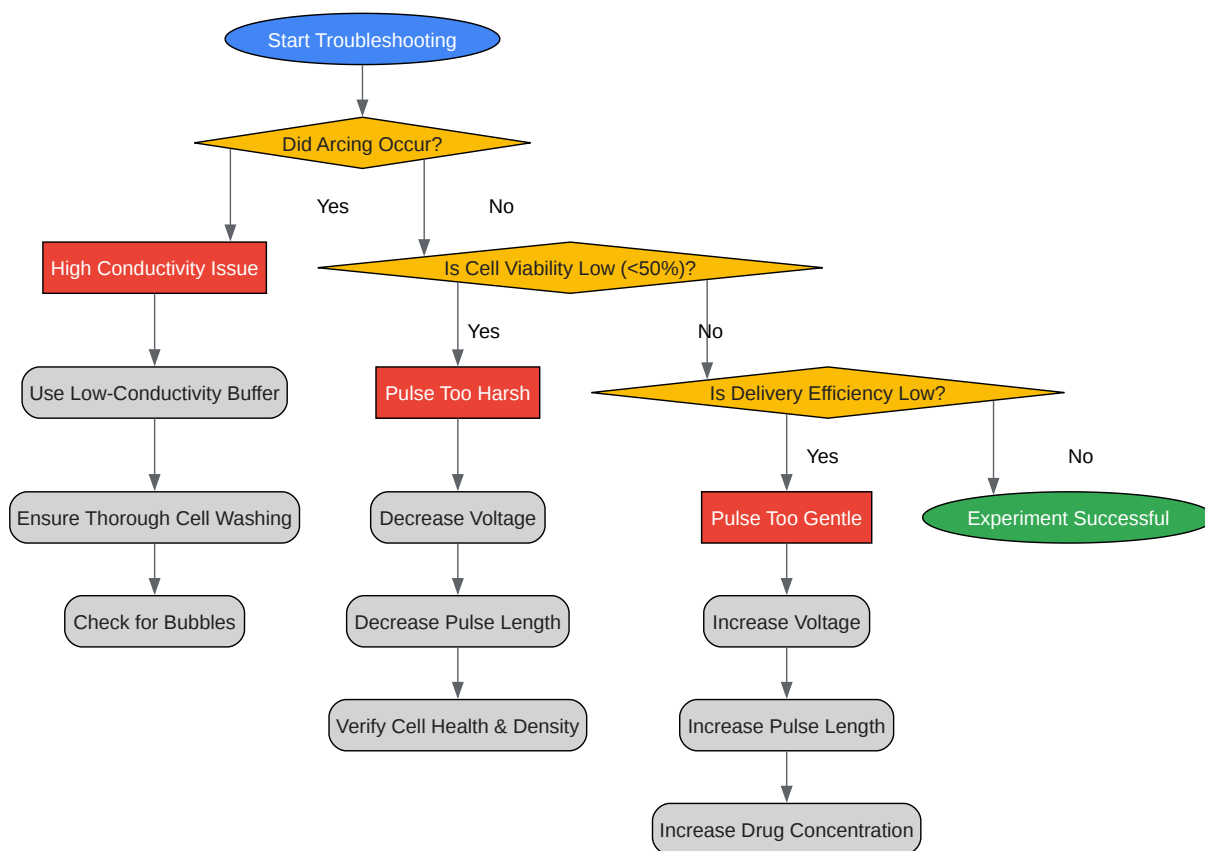 Start Troubleshooting
Did Arcing Occur?
Yes
No
High Conductivity Issue
Is Cell Viability Low (<50%)?
Yes
No
Use Low-Conductivity Buffer
Pulse Too Harsh
Is Delivery Efficiency Low?
Yes
No
Ensure Thorough Cell Washing
Decrease Voltage
Pulse Too Gentle
Experiment Successful
Check for Bubbles
Decrease Pulse Length
Increase Voltage
Verify Cell Health & Density
Increase Pulse Length
Increase Drug Concentration